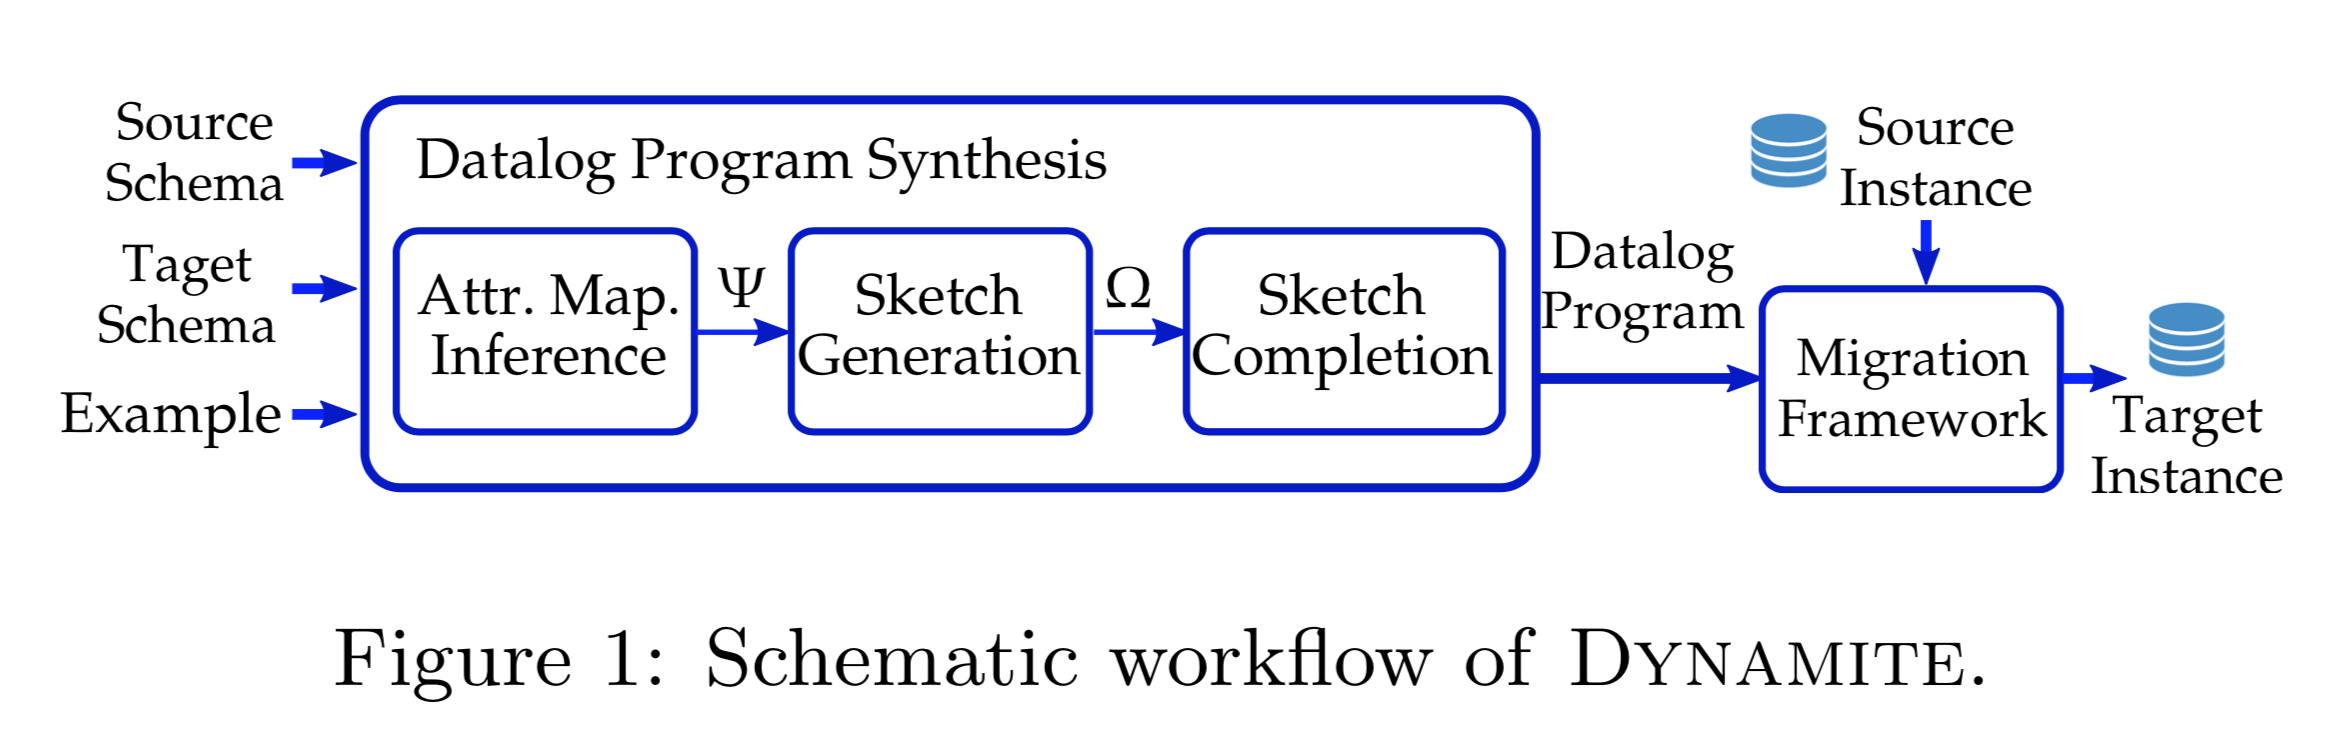 Source
Schema
Taget
Schema
Example
Datalog Program Synthesis
Attr. Map.
Inference
Ψ
Sketch
Generation
Ω
Sketch
Completion
Datalog
Program
Source
Instance
Migration
Framework
Target
Instance
Figure 1: Schematic workflow of DYNAMITE.